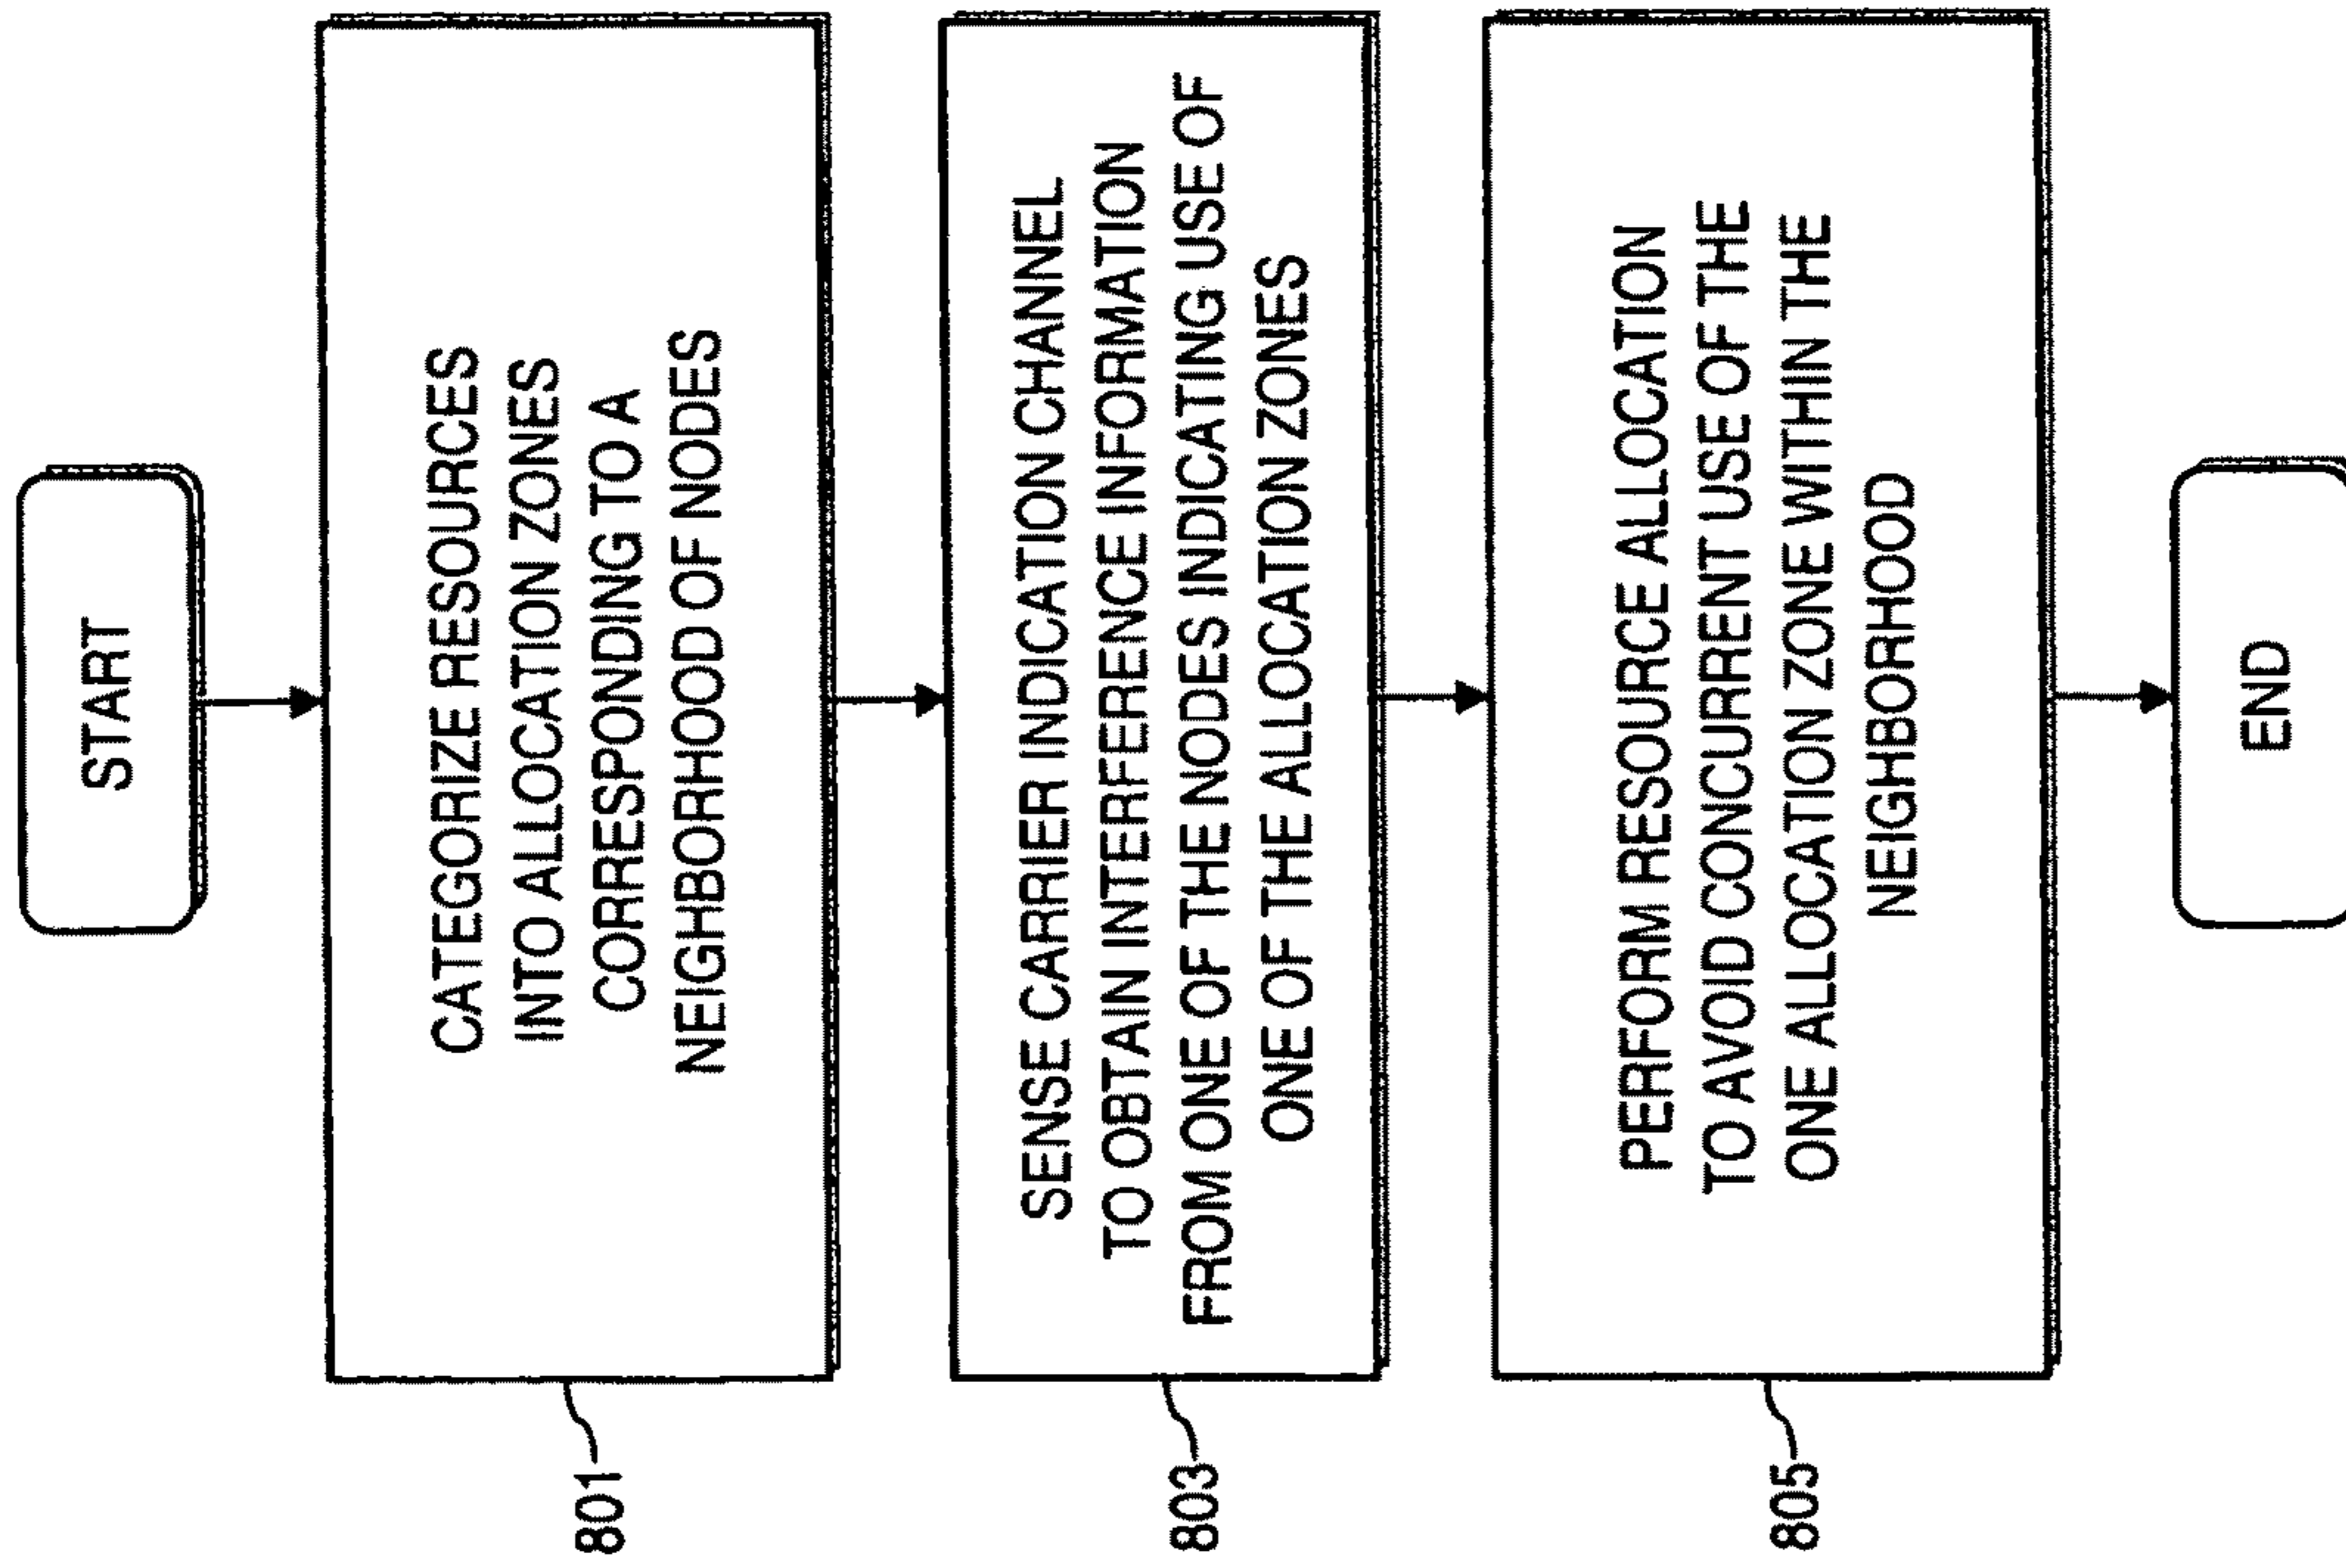 START
CATEGORIZE RESOURCES
INTO ALLOCATION ZONES
CORRESPONDING TO A
NEIGHBORHOOD OF NODES
801
SENSE CARRIER INDICATION CHANNEL
TO OBTAIN INTERFERENCE INFORMATION
FROM ONE OF THE NODES INDICATING USE OF
ONE OF THE ALLOCATION ZONES
803
PERFORM RESOURCE ALLOCATION
TO AVOID CONCURRENT USE OF THE
ONE ALLOCATION ZONE WITHIN THE
NEIGHBORHOOD
805
END